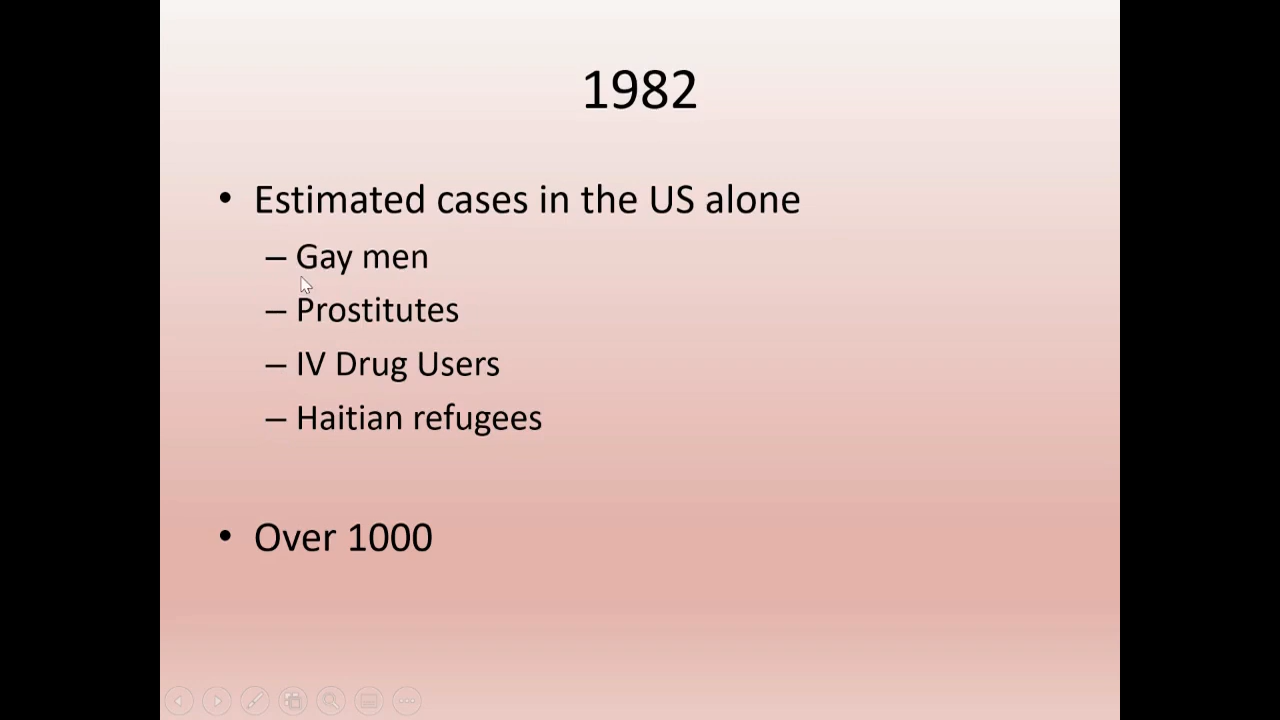 1982
• Estimated cases in the US alone
– Gay men
– Prostitutes
– IV Drug Users
– Haitian refugees
• Over 1000